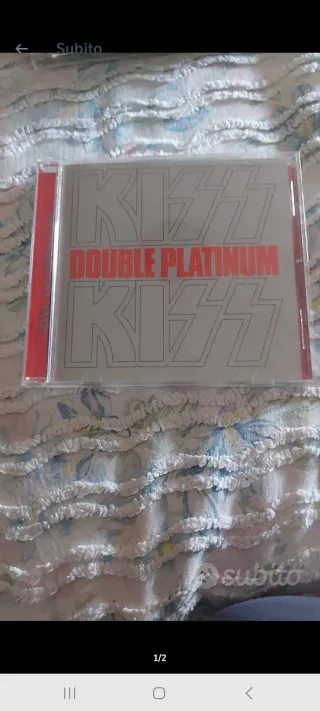 Subito
KISS
DOUBLE PLATINUM
KISS
subito
1/2